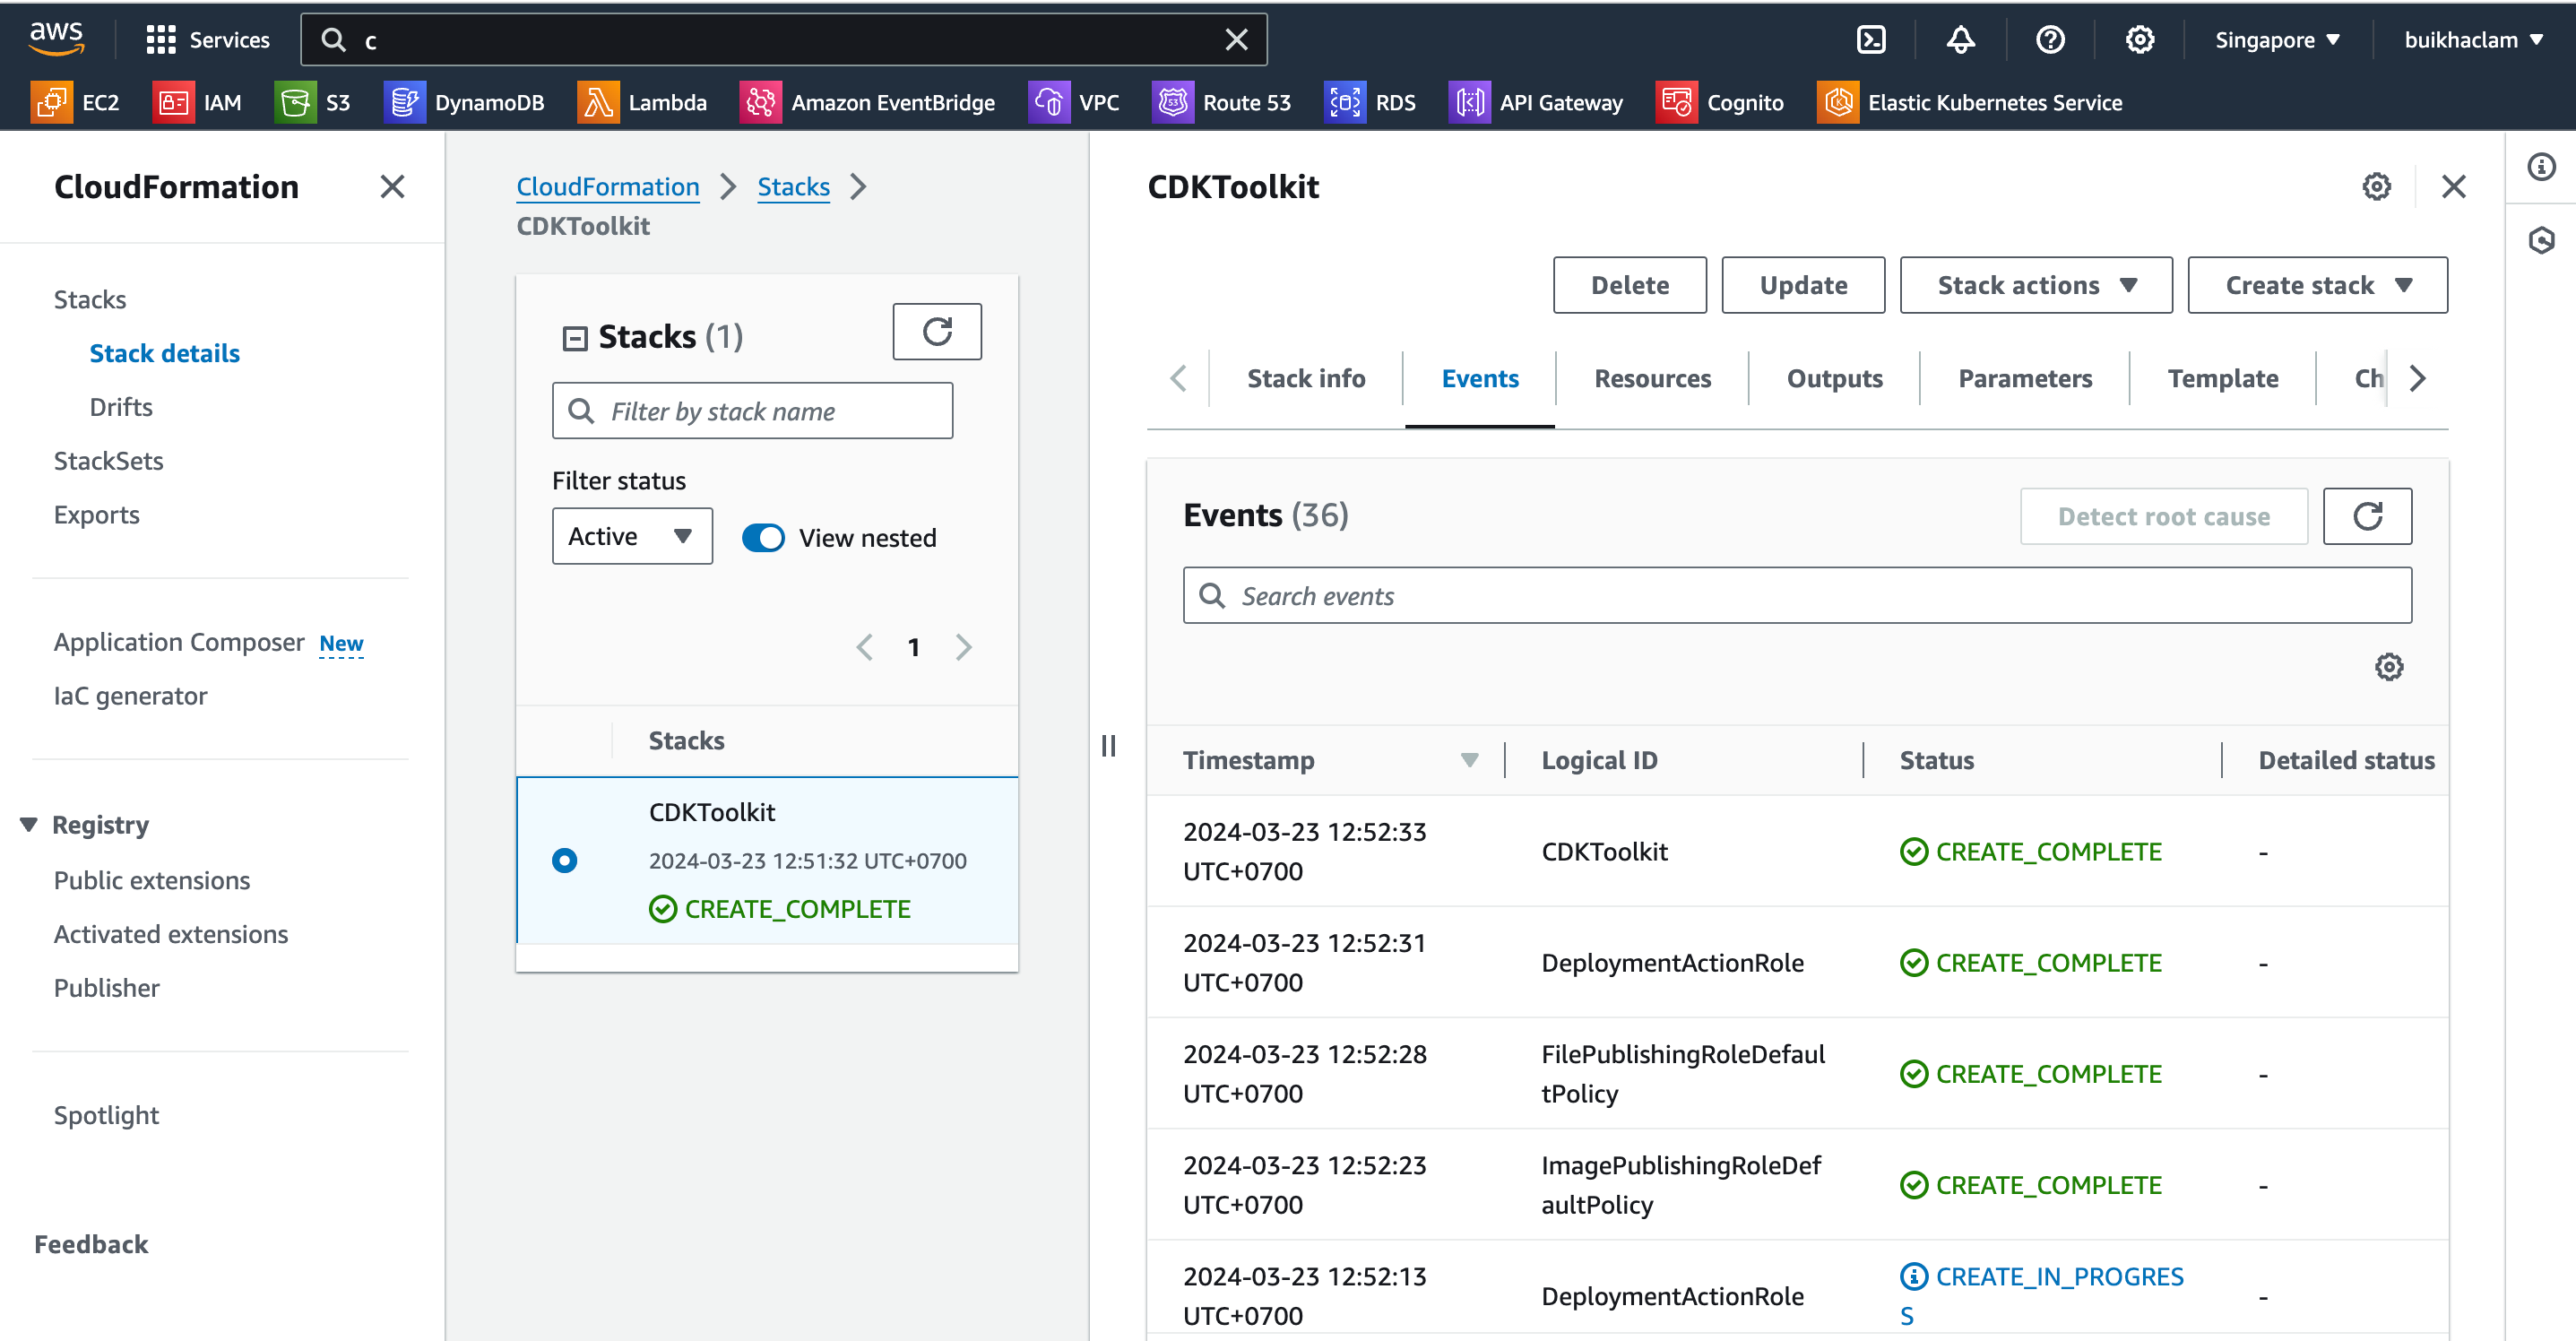 aws
Services
c
Singapore
buikhaclam
EC2
IAM
S3
DynamoDB
Lambda
Amazon EventBridge
VPC
53
Route 53
RDS
API Gateway
Cognito
K
Elastic Kubernetes Service
CloudFormation
Stacks
Stack details
Drifts
StackSets
Exports
Application Composer New
IaC generator
Registry
Public extensions
Activated extensions
Publisher
Spotlight
Feedback
CloudFormation
Stacks
CDKToolkit
Stacks (1)
Filter by stack name
Filter status
Active
View nested
1
Stacks
CDKToolkit
2024-03-23 12:51:32 UTC+0700
CREATE_COMPLETE
CDKToolkit
Delete
Update
Stack actions
Create stack
Stack info
Events
Resources
Outputs
Parameters
Template
Ch
Events (36)
Detect root cause
Search events
Timestamp
Logical ID
Status
Detailed status
2024-03-23 12:52:33
UTC+0700
CDKToolkit
CREATE_COMPLETE
-
2024-03-23 12:52:31
UTC+0700
DeploymentActionRole
CREATE_COMPLETE
-
2024-03-23 12:52:28
UTC+0700
FilePublishingRoleDefaul
tPolicy
CREATE_COMPLETE
-
2024-03-23 12:52:23
UTC+0700
ImagePublishingRoleDef
aultPolicy
CREATE_COMPLETE
-
2024-03-23 12:52:13
UTC+0700
DeploymentActionRole
CREATE_IN_PROGRES
S
-